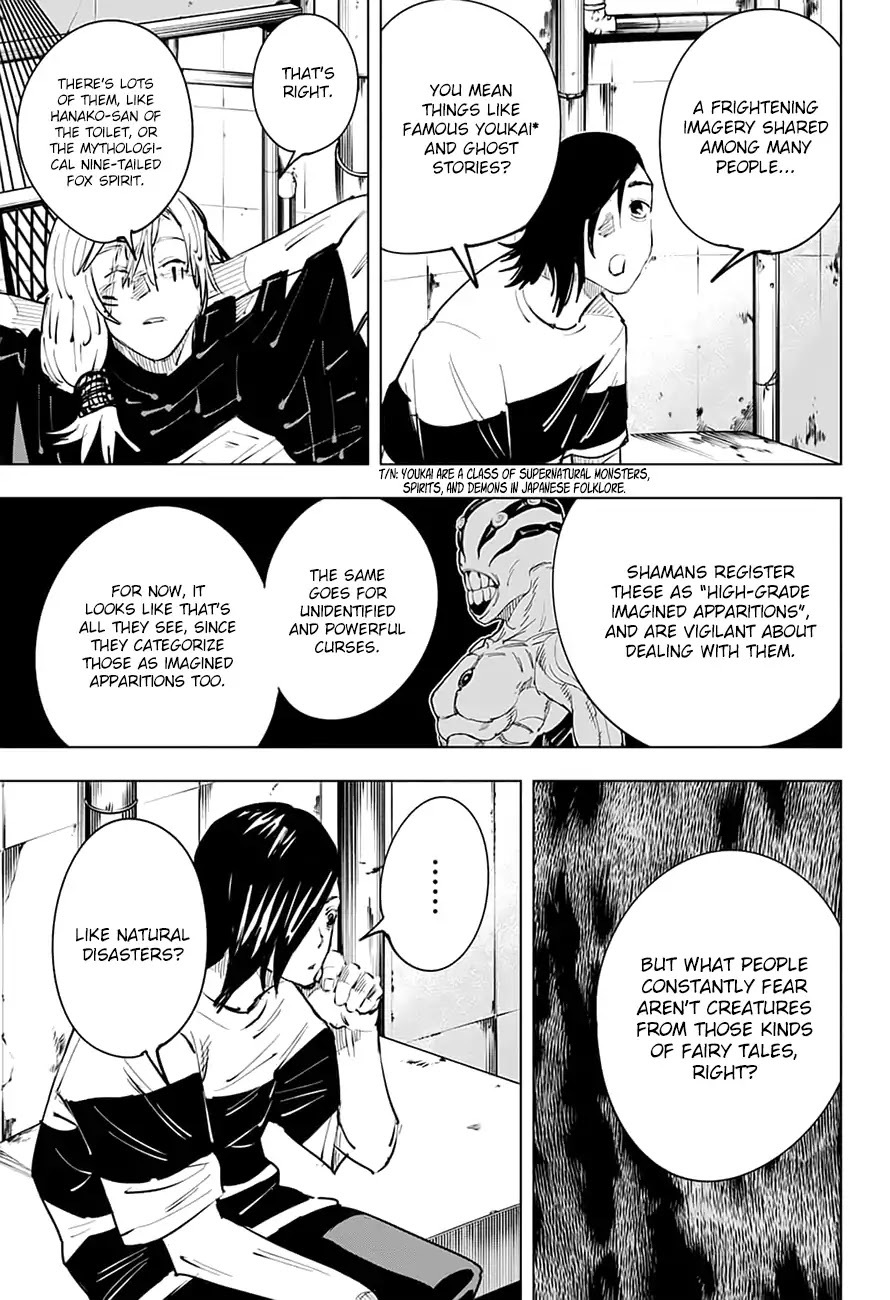 A FRIGHTENING
IMAGERY SHARED
AMONG MANY
PEOPLE...
YOU MEAN
THINGS LIKE
FAMOUS YOUKAI*
AND GHOST
STORIES?
T/N: YOUKAI ARE A CLASS OF SUPERNATURAL MONSTERS,
SPIRITS, AND DEMONS IN JAPANESE FOLKLORE.
THAT'S
RIGHT.
THERE'S LOTS
OF THEM, LIKE
HANAKO-SAN OF
THE TOILET, OR
THE MYTHOLOGI-
CAL NINE-TAILED
FOX SPIRIT.
SHAMANS REGISTER
THESE AS "HIGH-GRADE
IMAGINED APPARITIONS",
AND ARE VIGILANT ABOUT
DEALING WITH THEM.
THE SAME
GOES FOR
UNIDENTIFIED
AND POWERFUL
CURSES.
FOR NOW, IT
LOOKS LIKE THAT'S
ALL THEY SEE, SINCE
THEY CATEGORIZE
THOSE AS IMAGINED
APPARITIONS TOO.
BUT WHAT PEOPLE
CONSTANTLY FEAR
AREN'T CREATURES
FROM THOSE KINDS
OF FAIRY TALES,
RIGHT?
......
LIKE NATURAL
DISASTERS?